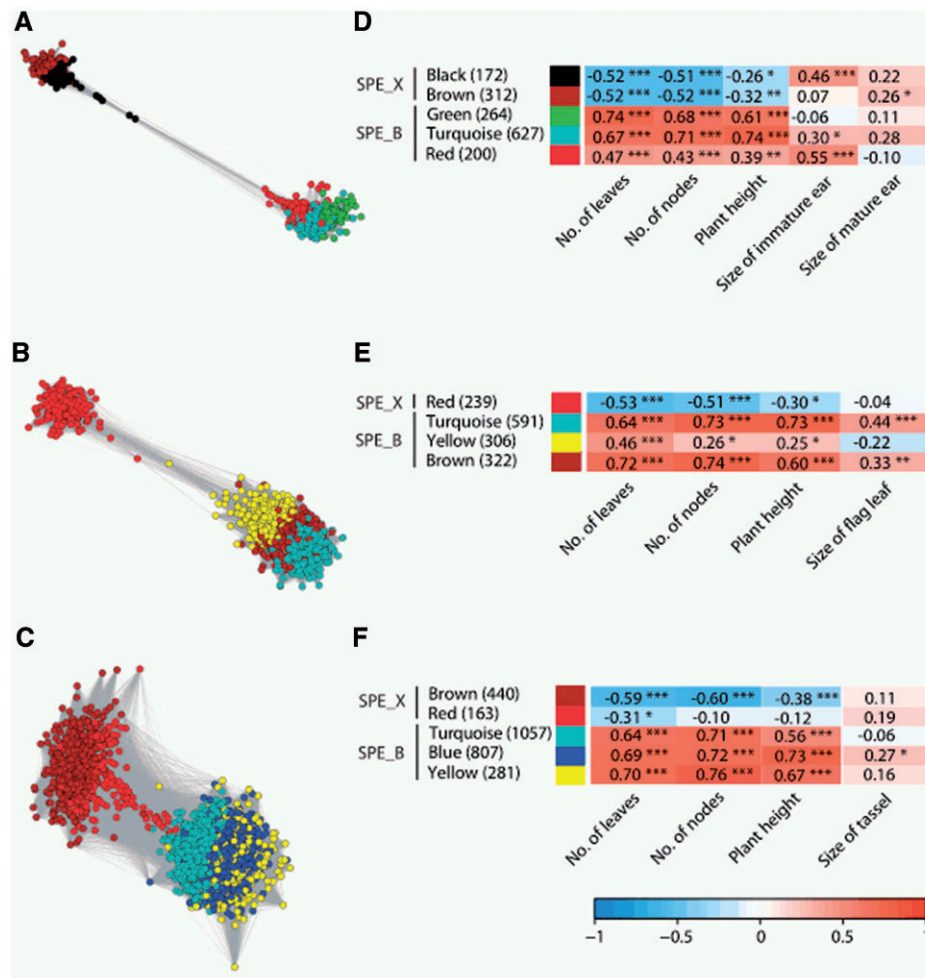 A
D
SPE_X
Black (172)
-0.52 *** -0.51 *** -0.26 * 0.46 *** 0.22
Brown (312)
-0.52 *** -0.52 *** -0.32 ** 0.07 0.26 *
SPE_B
Green (264)
0.74 *** 0.68 *** 0.61 *** -0.06 0.11
Turquoise (627)
0.67 *** 0.71 *** 0.74 *** 0.30 * 0.28
Red (200)
0.47 *** 0.43 *** 0.39 ** 0.55 *** -0.10
No. of leaves
No. of nodes
Plant height
Size of immature ear
Size of mature ear
B
E
SPE_X
Red (239)
-0.53 *** -0.51 *** -0.30 * -0.04
SPE_B
Turquoise (591)
0.64 *** 0.73 *** 0.73 *** 0.44 ***
Yellow (306)
0.46 *** 0.26 * 0.25 * -0.22
Brown (322)
0.72 *** 0.74 *** 0.60 *** 0.33 **
No. of leaves
No. of nodes
Plant height
Size of flag leaf
C
F
SPE_X
Brown (440)
-0.59 *** -0.60 *** -0.38 *** 0.11
Red (163)
-0.31 * -0.10 -0.12 0.19
SPE_B
Turquoise (1057)
0.64 *** 0.71 *** 0.56 *** -0.06
Blue (807)
0.69 *** 0.72 *** 0.73 *** 0.27 *
Yellow (281)
0.70 *** 0.76 *** 0.67 *** 0.16
No. of leaves
No. of nodes
Plant height
Size of tassel
-1 -0.5 0 0.5 1